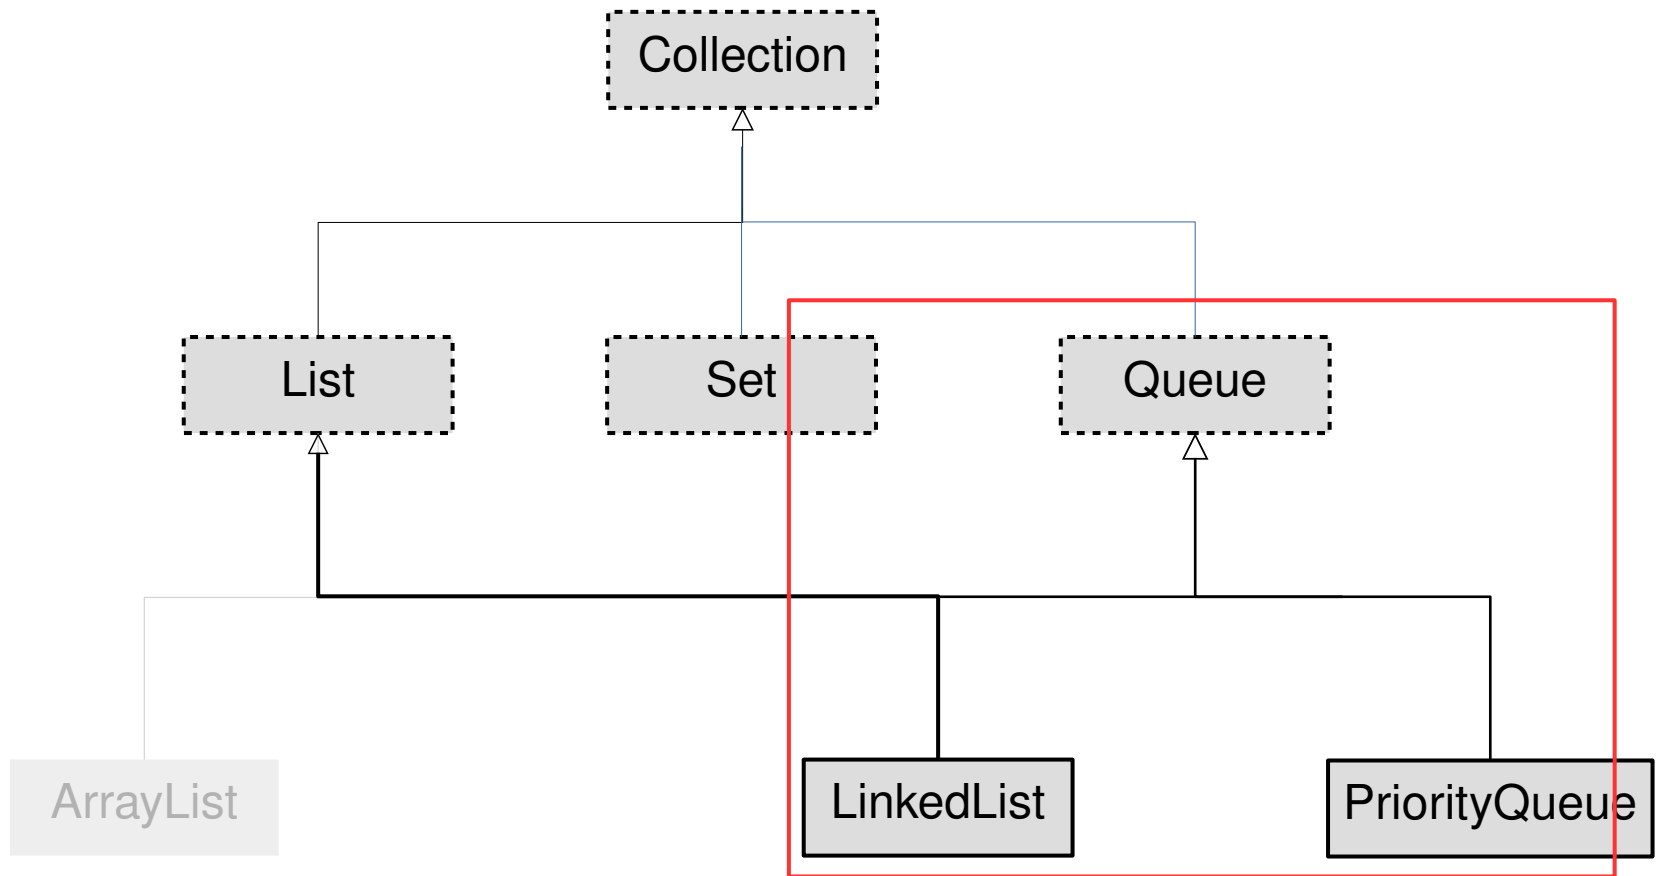 Collection
List
Set
Queue
ArrayList
LinkedList
PriorityQueue